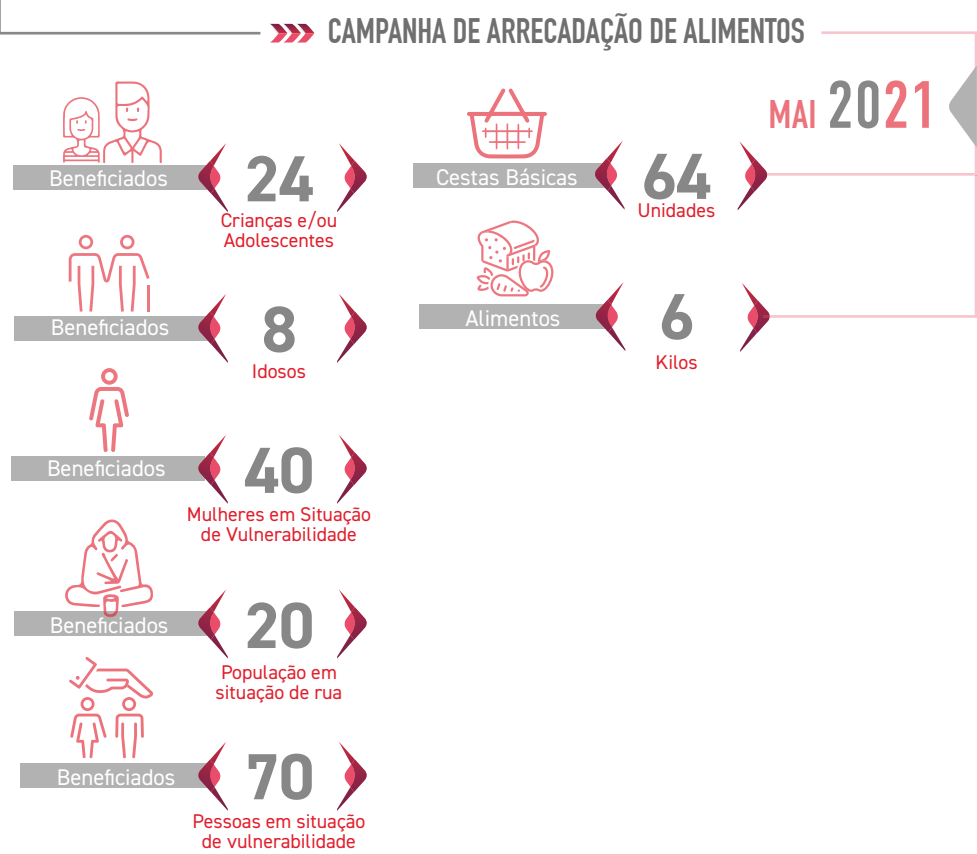 CAMPANHA DE ARRECADAÇÃO DE ALIMENTOS
MAI 2021
Beneficiados
24
Crianças e/ou
Adolescentes
Beneficiados
8
Idosos
Beneficiados
40
Mulheres em Situação
de Vulnerabilidade
Beneficiados
20
População em
situação de rua
Beneficiados
70
Pessoas em situação
de vulnerabilidade
Cestas Básicas
64
Unidades
Alimentos
6
Kilos